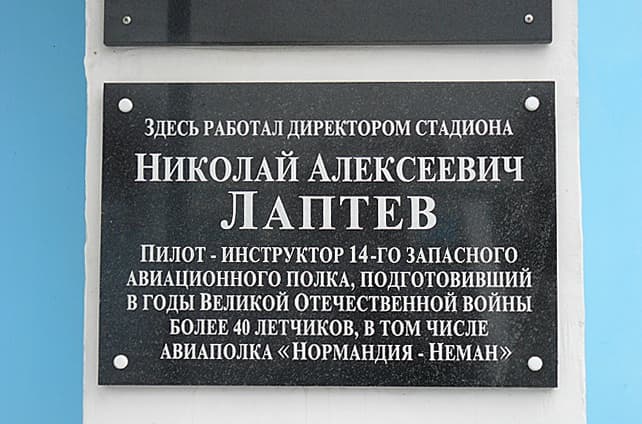 ЗДЕСЬ РАБОТАЛ ДИРЕКТОРОМ СТАДИОНА
НИКОЛАЙ АЛЕКСЕЕВИЧ
ЛАПТЕВ
ПИЛОТ - ИНСТРУКТОР 14-ГО ЗАПАСНОГО
АВИАЦИОННОГО ПОЛКА, ПОДГОТОВИВШИЙ
В ГОДЫ ВЕЛИКОЙ ОТЕЧЕСТВЕННОЙ ВОЙНЫ
БОЛЕЕ 40 ЛЕТЧИКОВ, В ТОМ ЧИСЛЕ
АВИАПОЛКА «НОРМАНДИЯ - НЕМАН»